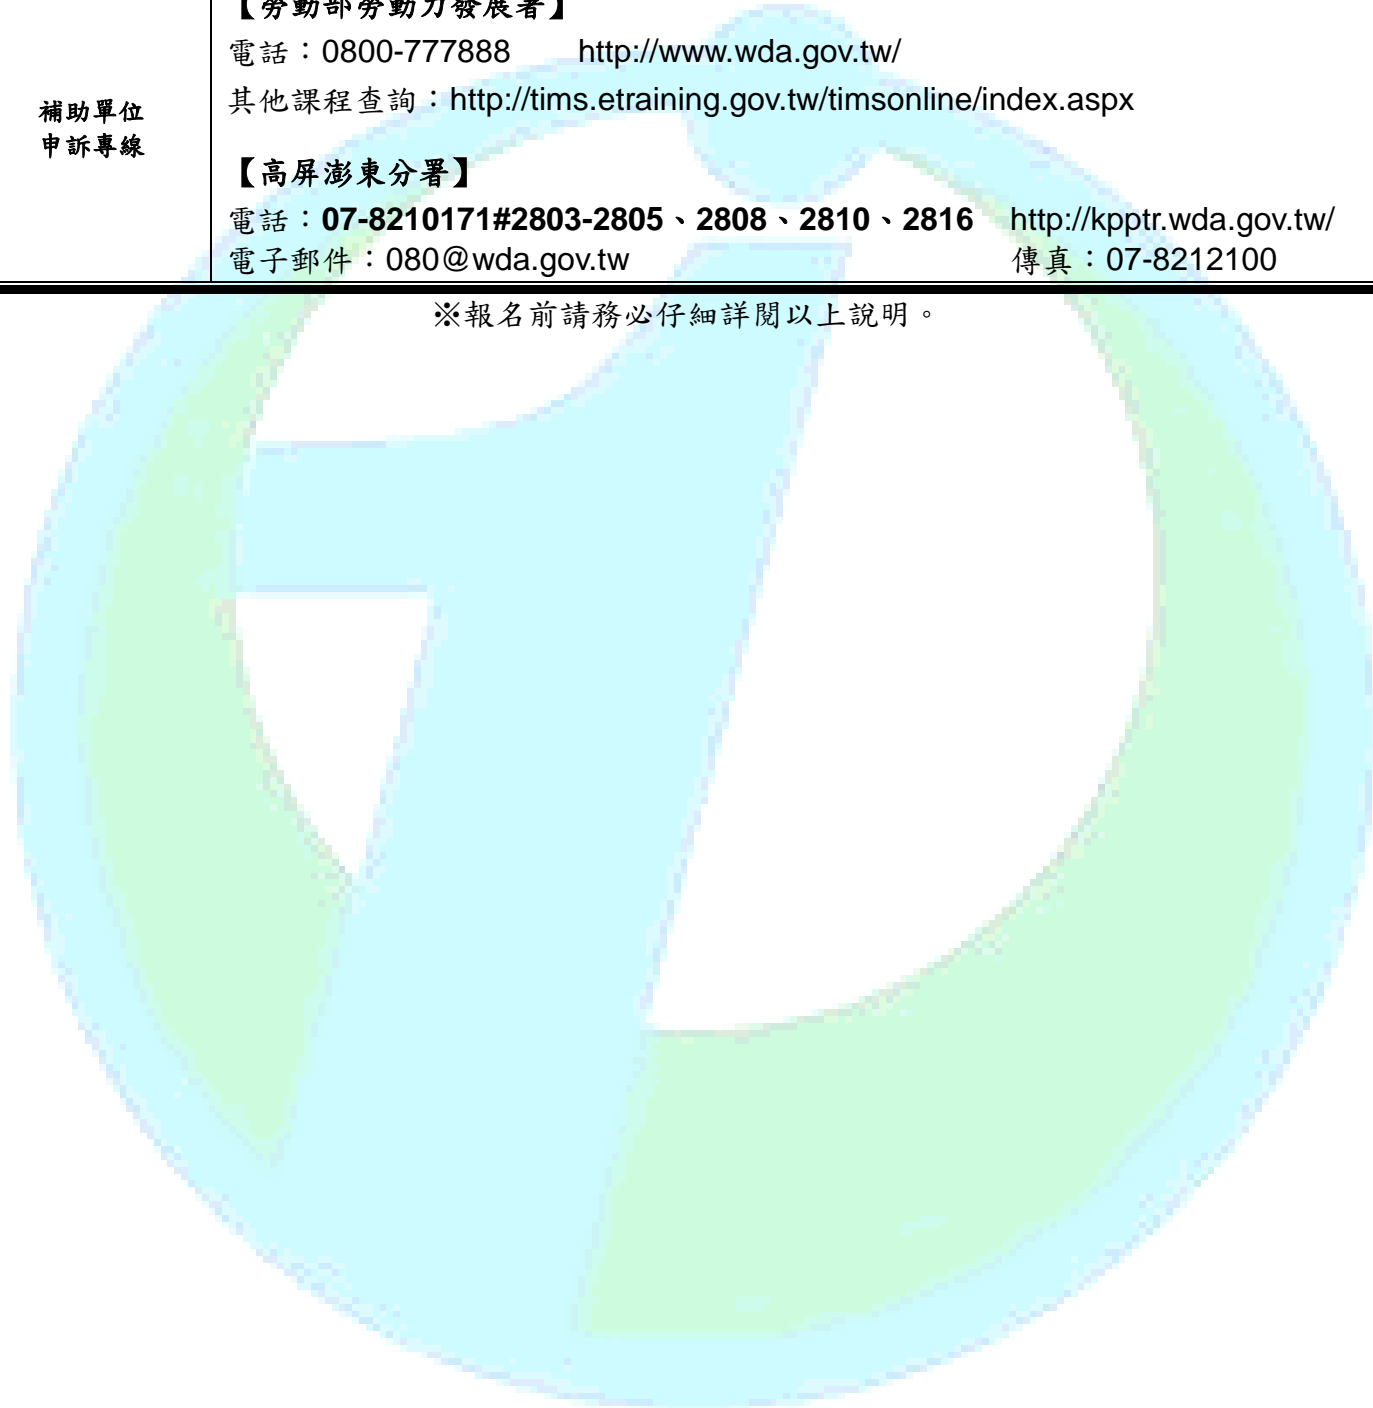 【勞動部勞動力發展署】
電話：0800-777888 http://www.wda.gov.tw/
其他課程查詢：http://tims.etraining.gov.tw/timsonline/index.aspx
補助單位
申訴專線
【高屏澎東分署】
電話：07-8210171#2803-2805、2808、2810、2816 http://kpptr.wda.gov.tw/
電子郵件：080@wda.gov.tw 傳真：07-8212100
※報名前請務必仔細詳閱以上說明。